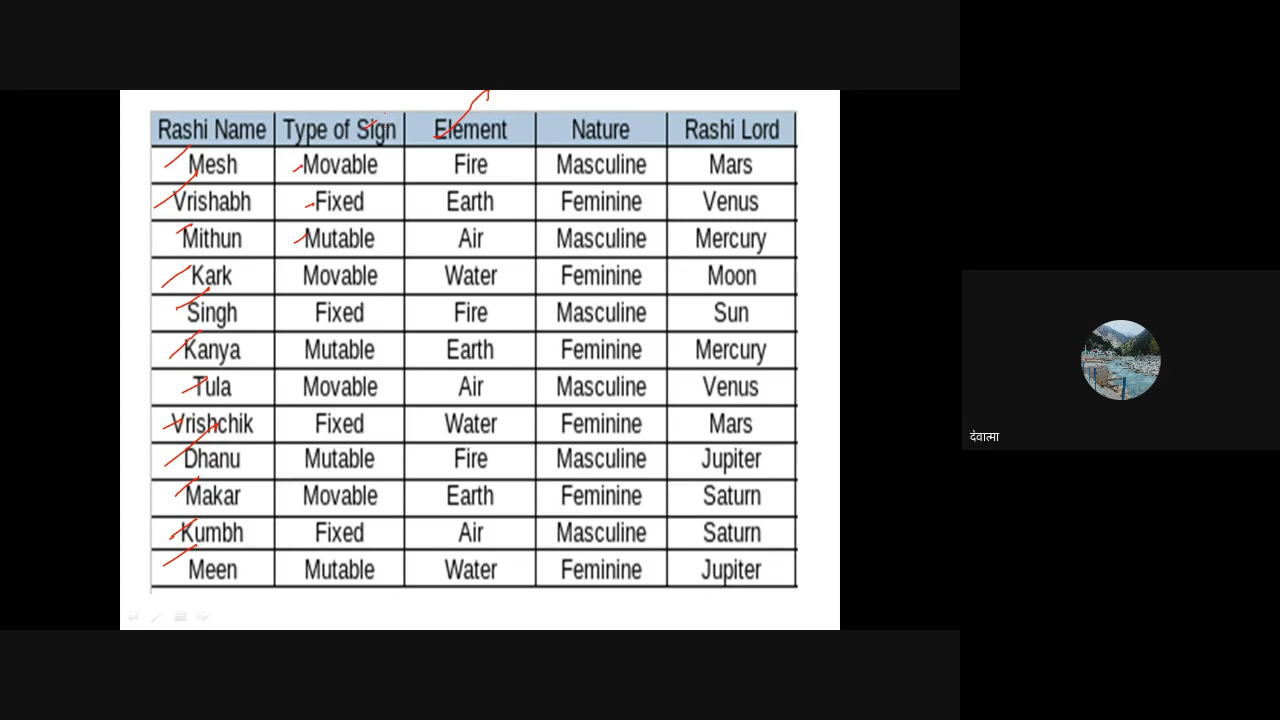 Rashi Name Type of Sign Element Nature Rashi Lord
Mesh Movable Fire Masculine Mars
Vrishabh Fixed Earth Feminine Venus
Mithun Mutable Air Masculine Mercury
Kark Movable Water Feminine Moon
Singh Fixed Fire Masculine Sun
Kanya Mutable Earth Feminine Mercury
Tula Movable Air Masculine Venus
Vrishchik Fixed Water Feminine Mars
Dhanu Mutable Fire Masculine Jupiter
Makar Movable Earth Feminine Saturn
Kumbh Fixed Air Masculine Saturn
Meen Mutable Water Feminine Jupiter
देवात्मा